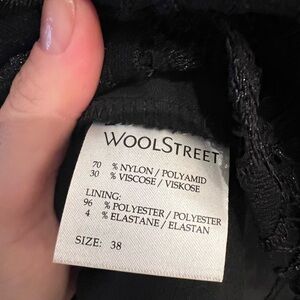 WOOLSTREET
70 % NYLON / POLYAMID
30 % VISCOSE / VISKOSE
LINING:
96 % POLYESTER / POLYESTER
4 % ELASTANE / ELASTAN
SIZE: 38